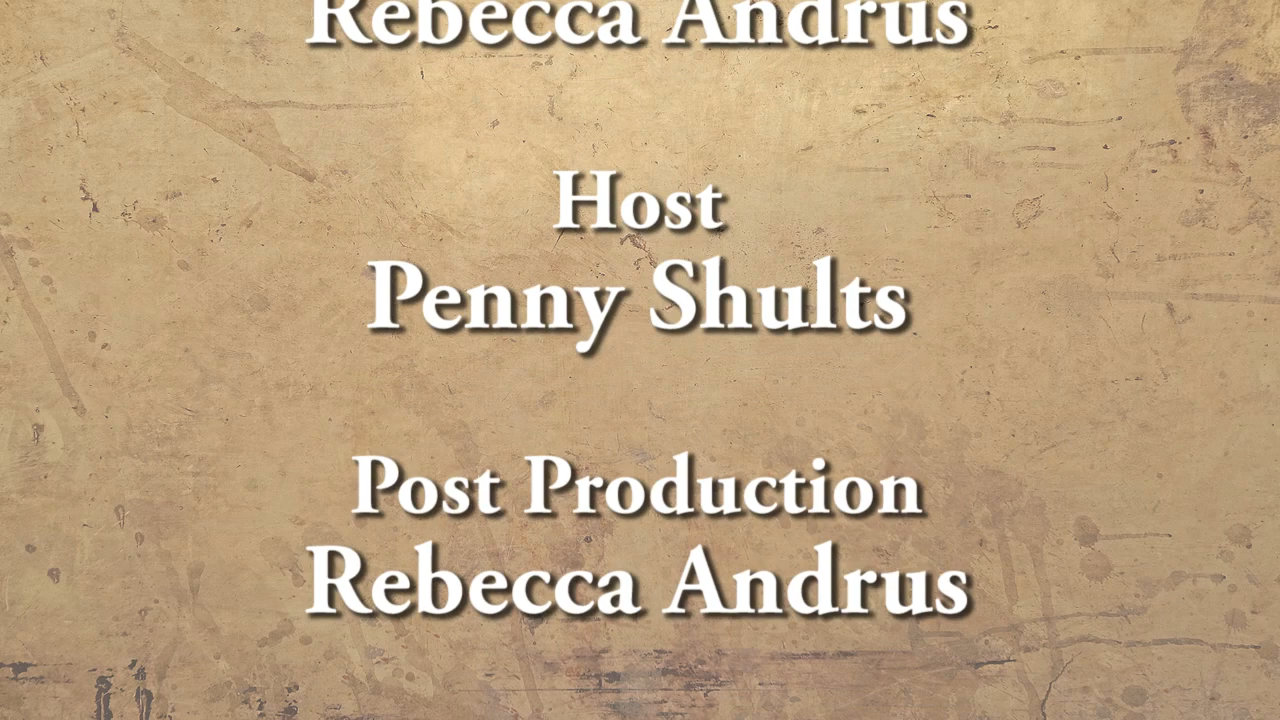 Rebecca Andrus
Host
Penny Shults
Post Production
Rebecca Andrus